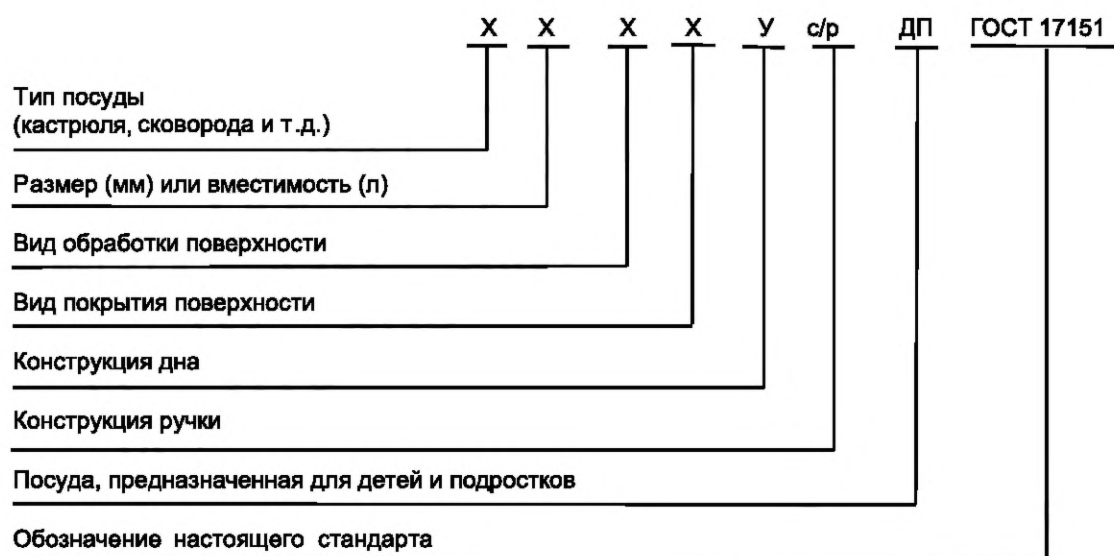 X X X X У с/р ДП ГОСТ 17151
Тип посуды
(кастрюля, сковорода и т.д.)
Размер (мм) или вместимость (л)
Вид обработки поверхности
Вид покрытия поверхности
Конструкция дна
Конструкция ручки
Посуда, предназначенная для детей и подростков
Обозначение настоящего стандарта